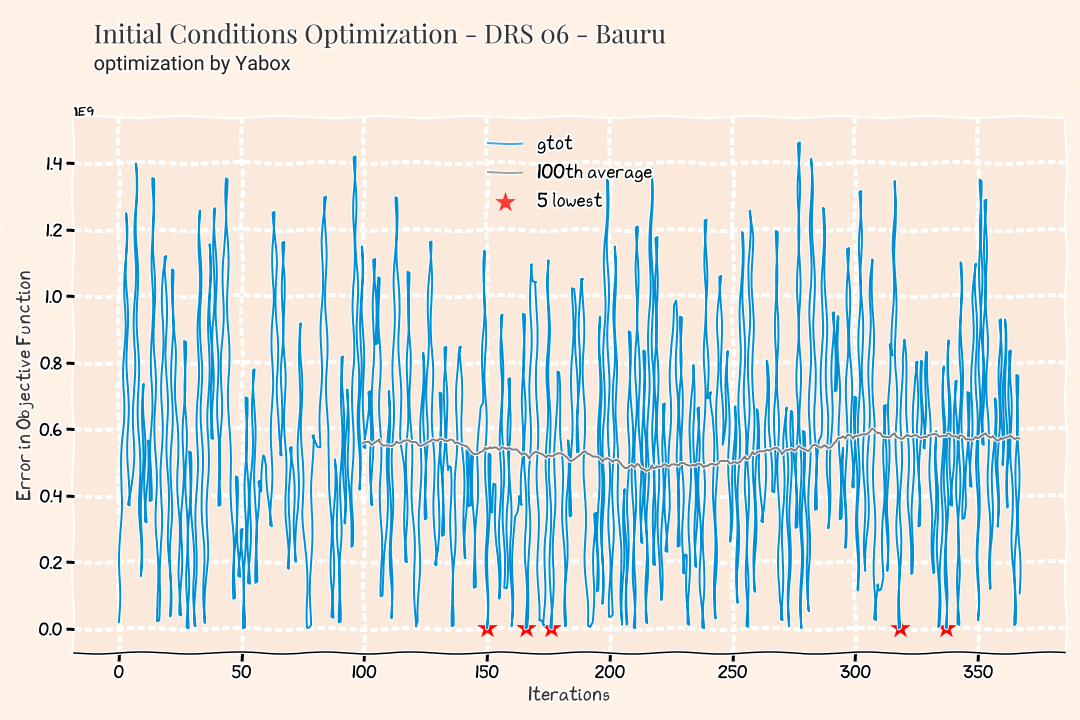 Initial Conditions Optimization - DRS 06 - Bauru
optimization by Yabox
1E9
gtot
100th average
5 lowest
1.4
1.2
1.0
0.8
0.6
0.4
0.2
0.0
Error in Objective Function
0 50 100 150 200 250 300 350
Iterations